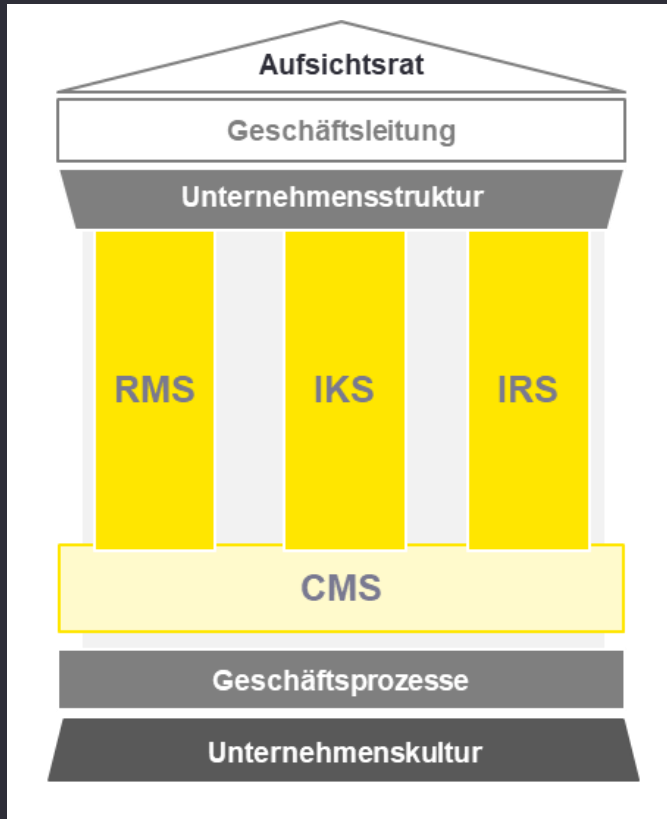 Aufsichtsrat
Geschäftsleitung
Unternehmensstruktur
RMS IKS IRS
CMS
Geschäftsprozesse
Unternehmenskultur